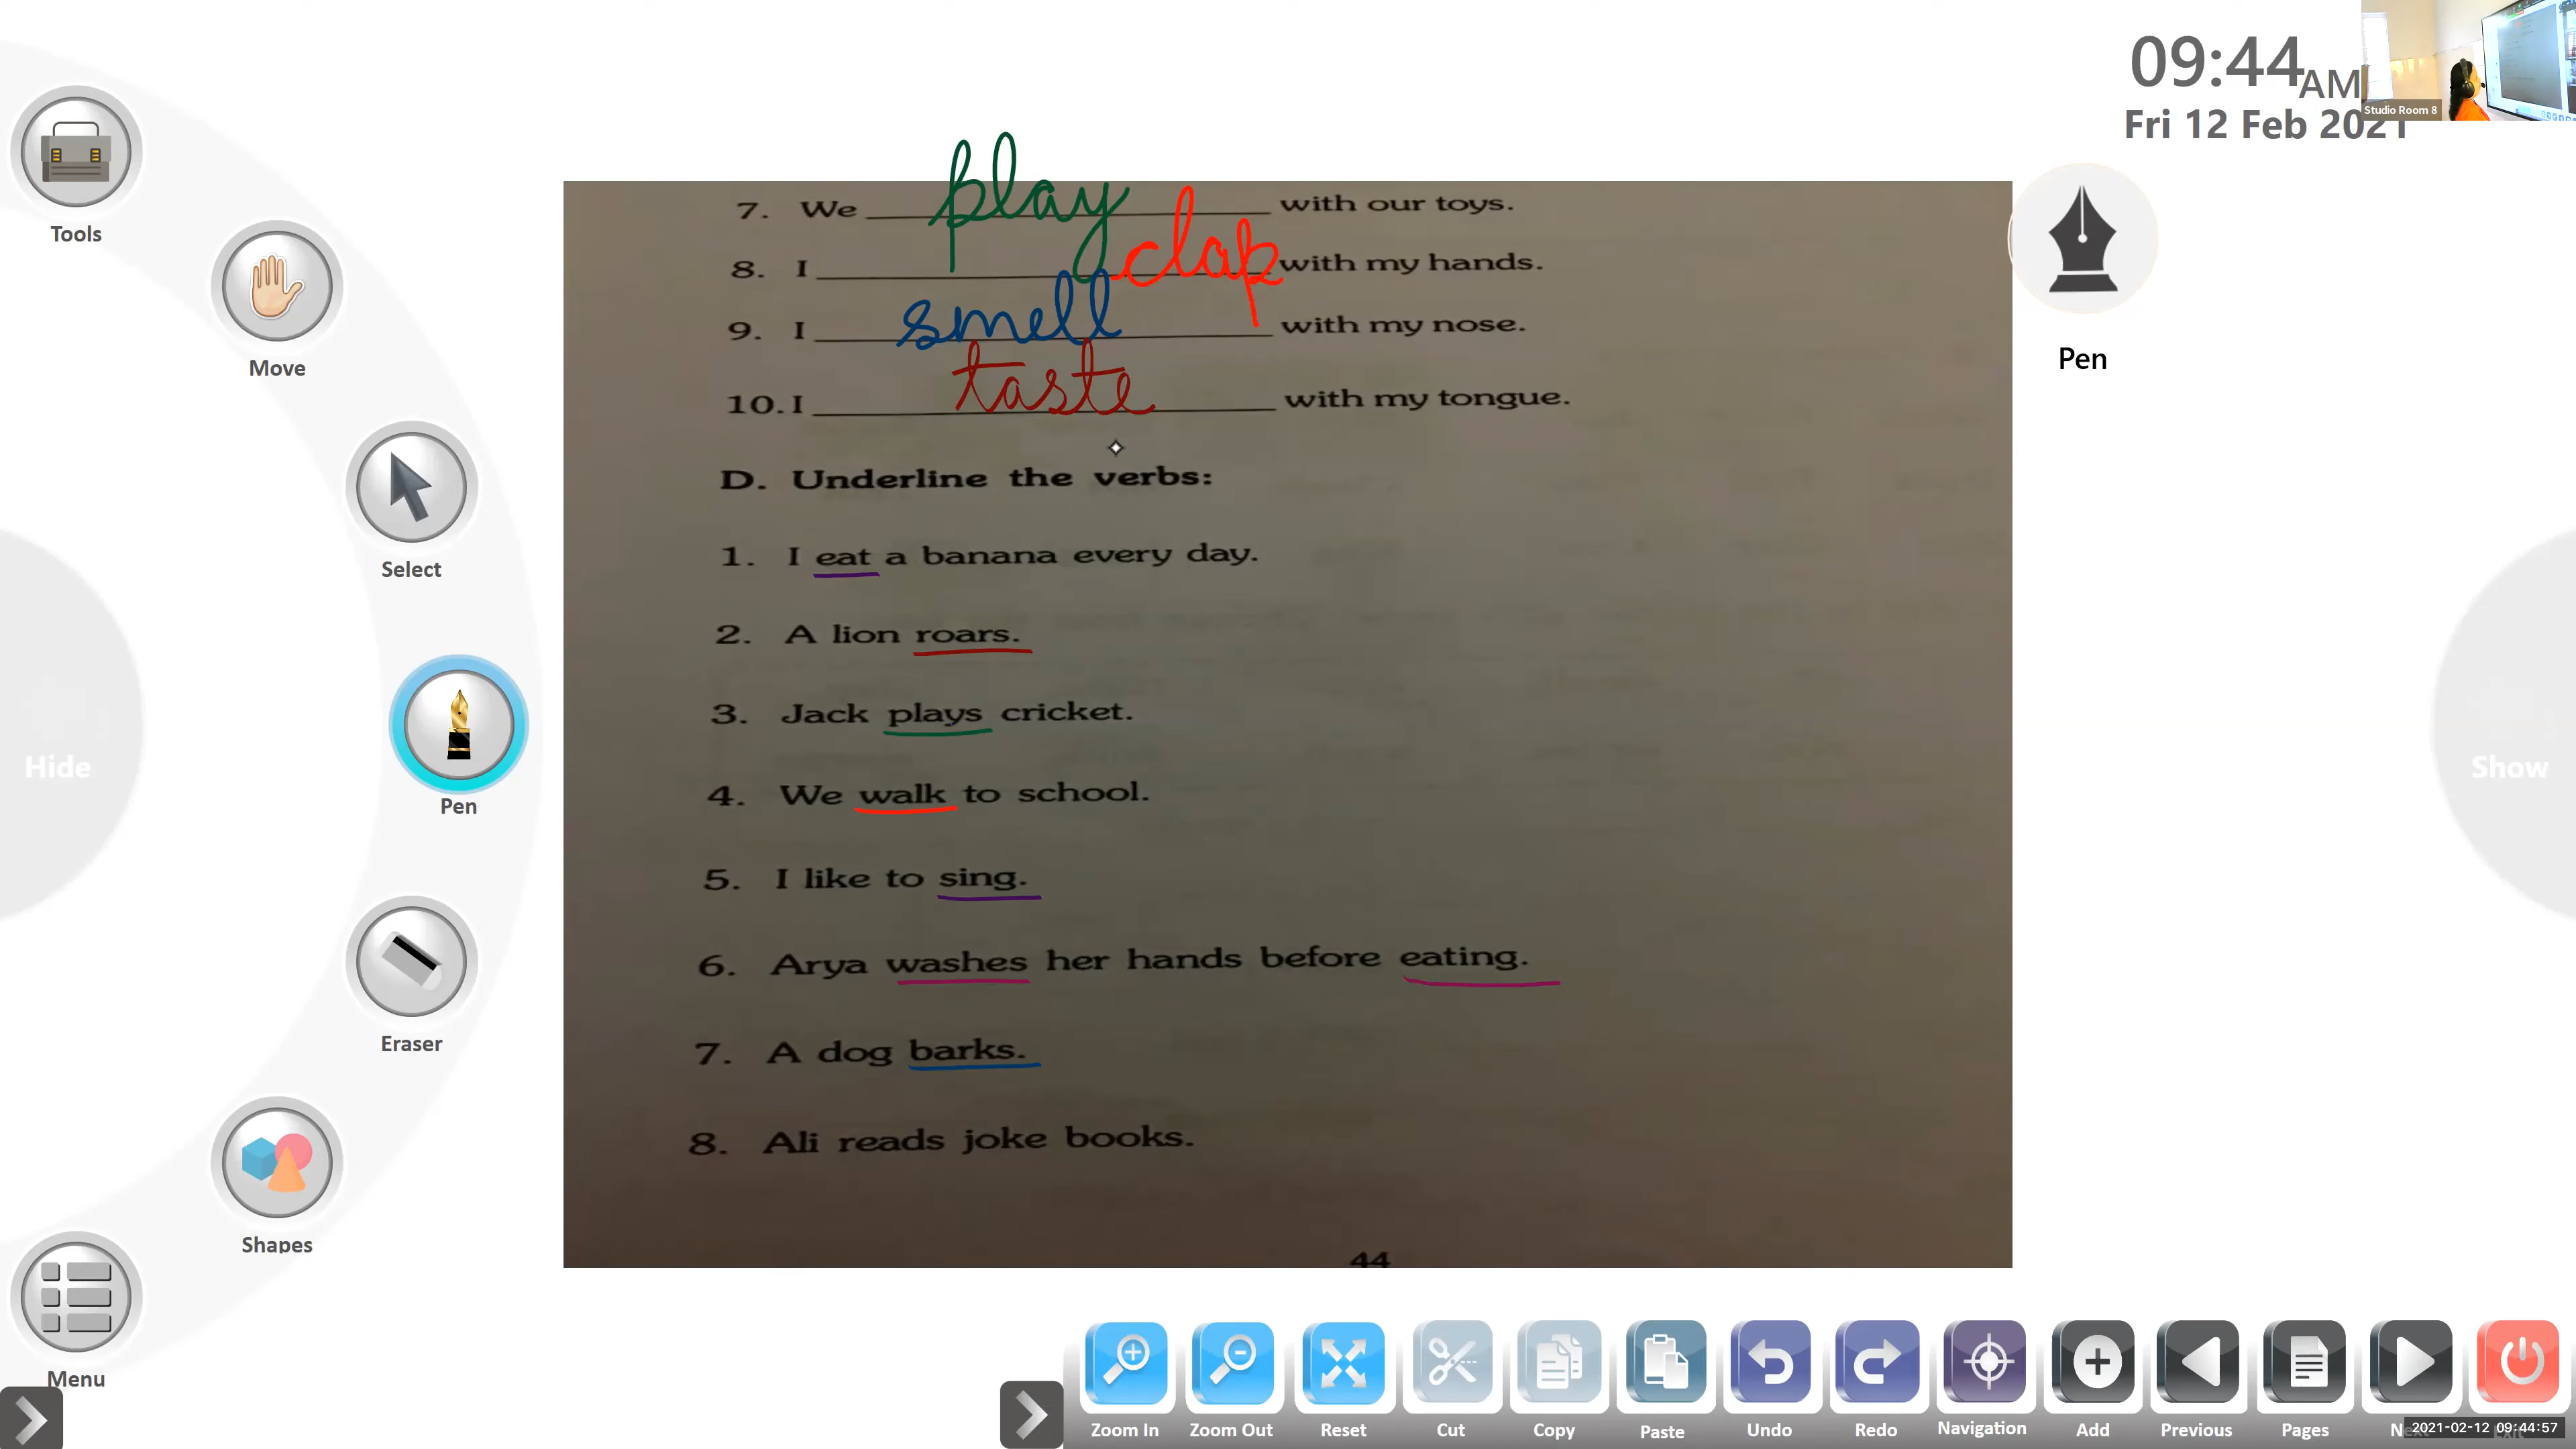 09:44 AM
Fri 12 Feb 2021
Studio Room 8
Tools
Move
Select
Hide
Pen
Eraser
Shapes
Menu
Pen
Show
7. We play with our toys.
8. I clap with my hands.
9. I smell with my nose.
10. I taste with my tongue.
D. Underline the verbs:
1. I eat a banana every day.
2. A lion roars.
3. Jack plays cricket.
4. We walk to school.
5. I like to sing.
6. Arya washes her hands before eating.
7. A dog barks.
8. Ali reads joke books.
44
Zoom In Zoom Out Reset Cut Copy Paste Undo Redo Navigation Add Previous Pages
2021-02-12 09:44:57